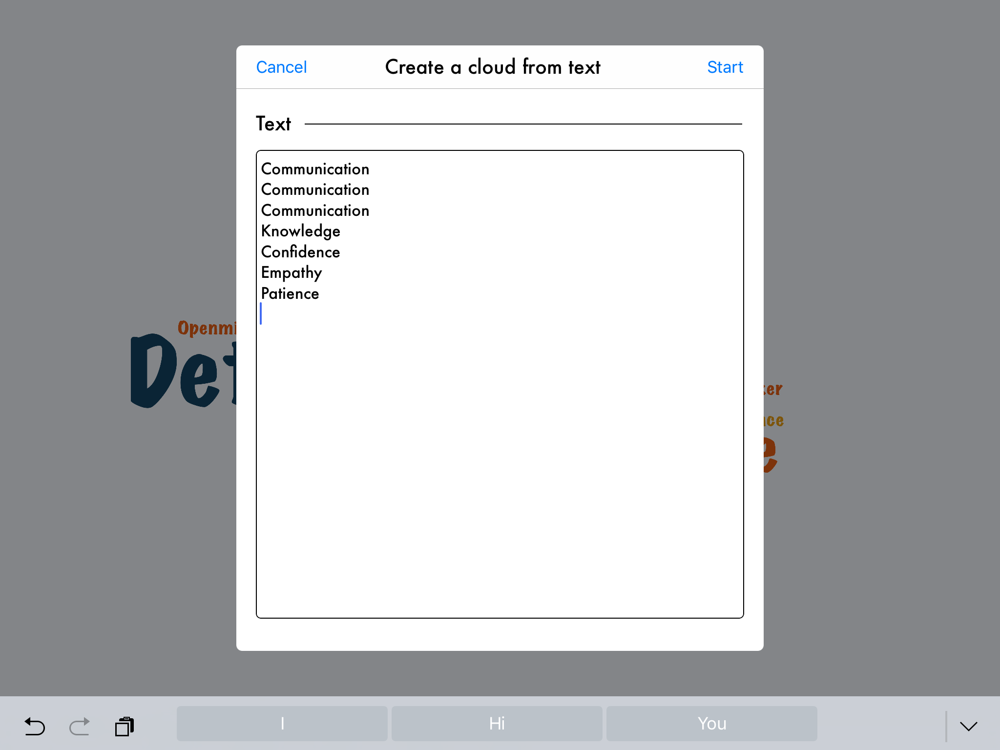 Cancel Create a cloud from text Start
Text
Communication
Communication
Communication
Knowledge
Confidence
Empathy
Patience
I Hi You